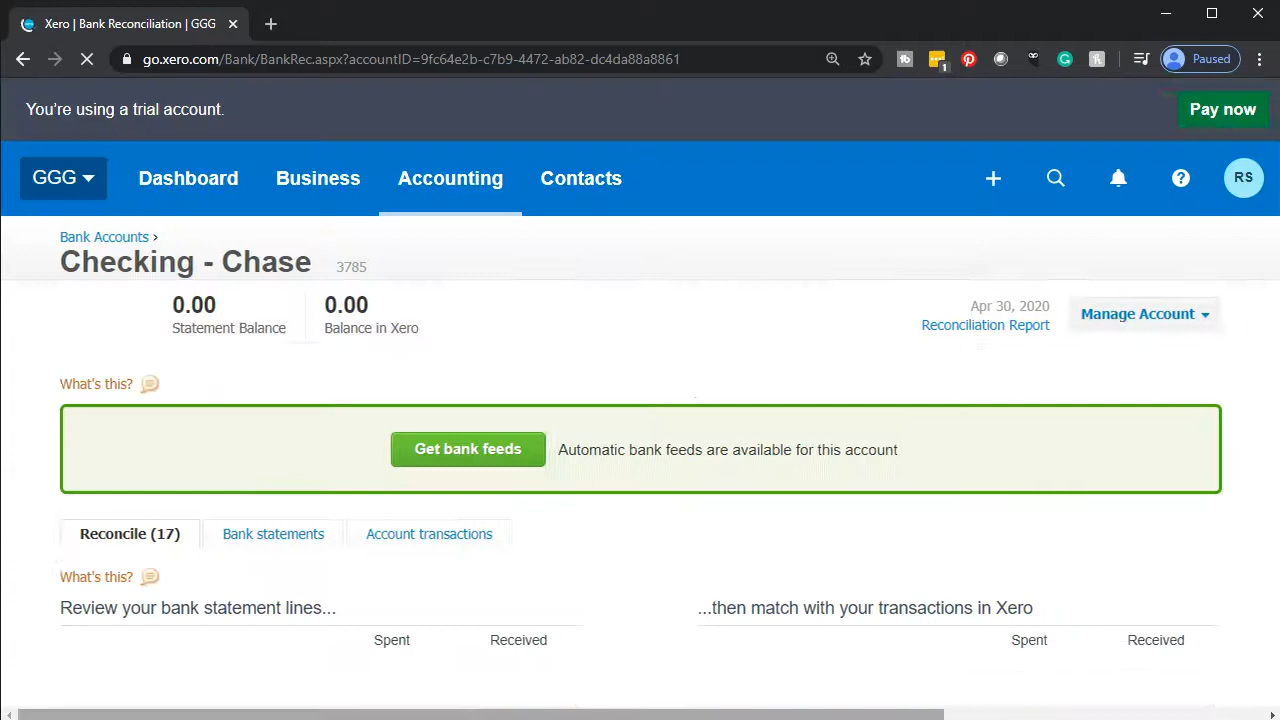 Xero | Bank Reconciliation | GGG
go.xero.com/Bank/BankRec.aspx?accountID=9fc64e2b-c7b9-4472-ab82-dc4da88a8861
1
Paused
You're using a trial account.
Pay now
GGG
Dashboard
Business
Accounting
Contacts
RS
Bank Accounts ›
Checking - Chase 3785
0.00
Statement Balance
0.00
Balance in Xero
Apr 30, 2020
Reconciliation Report
Manage Account
What's this?
Get bank feeds
Automatic bank feeds are available for this account
Reconcile (17)
Bank statements
Account transactions
What's this?
Review your bank statement lines...
...then match with your transactions in Xero
Spent
Received
Spent
Received